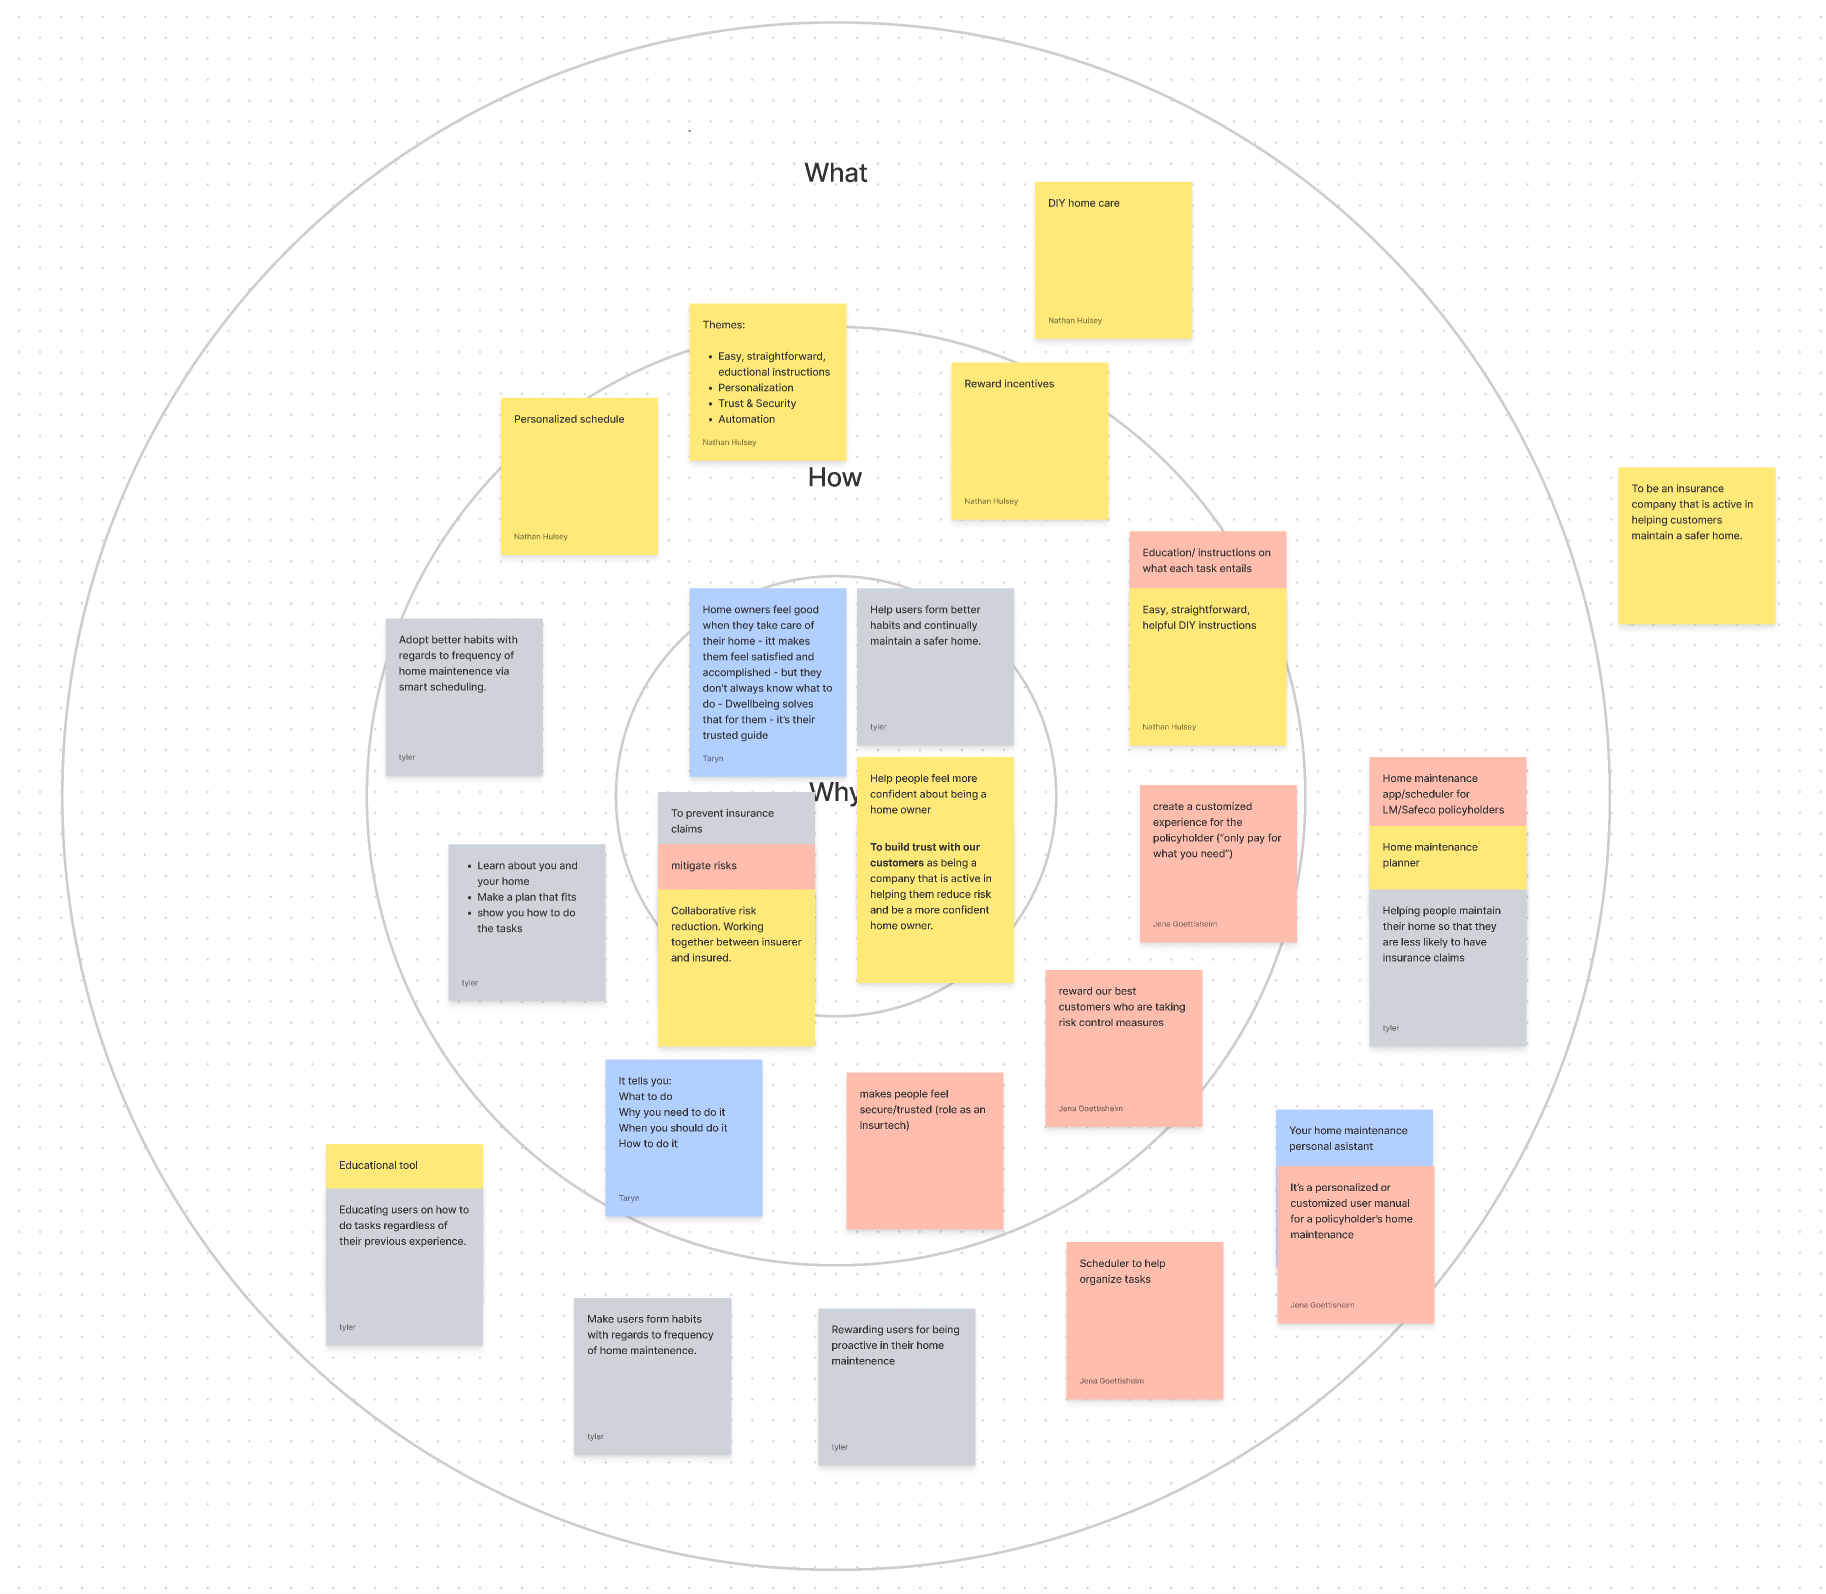 What
DIY home care
Nathan Hulsey
Themes:
• Easy, straightforward,
eductional instructions
• Personalization
• Trust & Security
• Automation
Nathan Hulsey
Reward incentives
Nathan Hulsey
Personalized schedule
Nathan Hulsey
How
To be an insurance
company that is active in
helping customers
maintain a safer home.
Education/ instructions on
what each task entails
Easy, straightforward,
helpful DIY instructions
Nathan Hulsey
Home owners feel good
when they take care of
their home - itt makes
them feel satisfied and
accomplished - but they
don't always know what to
do - Dwellbeing solves
that for them - it's their
trusted guide
Taryn
Help users form better
habits and continually
maintain a safer home.
tyler
Adopt better habits with
regards to frequency of
home maintenence via
smart scheduling.
tyler
Why
Help people feel more
confident about being a
home owner
To build trust with our
customers as being a
company that is active in
helping them reduce risk
and be a more confident
home owner.
To prevent insurance
claims
mitigate risks
Collaborative risk
reduction. Working
together between insuerer
and insured.
• Learn about you and
your home
• Make a plan that fits
• show you how to do
the tasks
tyler
create a customized
experience for the
policyholder ("only pay for
what you need")
Jena Goettisheim
Home maintenance
app/scheduler for
LM/Safeco policyholders
Home maintenance
planner
Helping people maintain
their home so that they
are less likely to have
insurance claims
tyler
reward our best
customers who are taking
risk control measures
Jena Goettisheim
It tells you:
What to do
Why you need to do it
When you should do it
How to do it
Taryn
makes people feel
secure/trusted (role as an
insurtech)
Your home maintenance
personal asistant
It's a personalized or
customized user manual
for a policyholder's home
maintenance
Jena Goettisheim
Educational tool
Educating users on how to
do tasks regardless of
their previous experience.
tyler
Scheduler to help
organize tasks
Jena Goettisheim
Make users form habits
with regards to frequency
of home maintenence.
tyler
Rewarding users for being
proactive in their home
maintenence
tyler